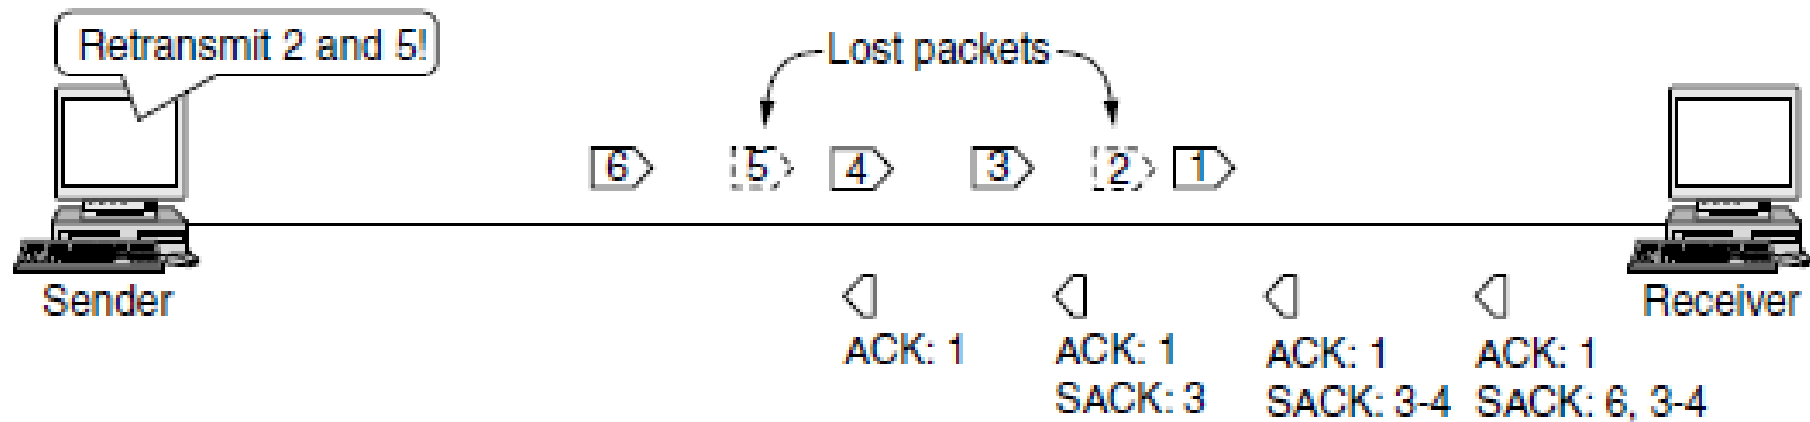 Retransmit 2 and 5!
Lost packets
6 5 4 3 2 1
Sender
Receiver
ACK: 1 ACK: 1 ACK: 1 ACK: 1
SACK: 3 SACK: 3-4 SACK: 6, 3-4